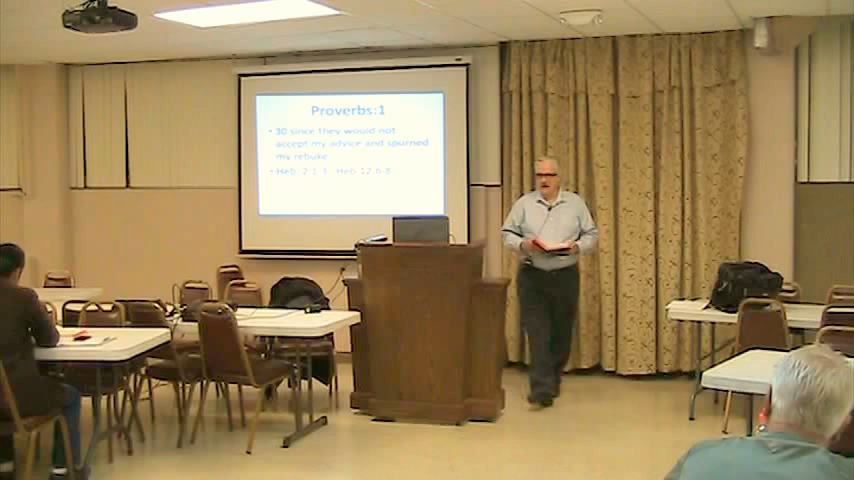 Proverbs:1
• 30 since they would not
accept my advice and spurned
my rebuke
• Heb. 2:1-3, Heb 12:6-8